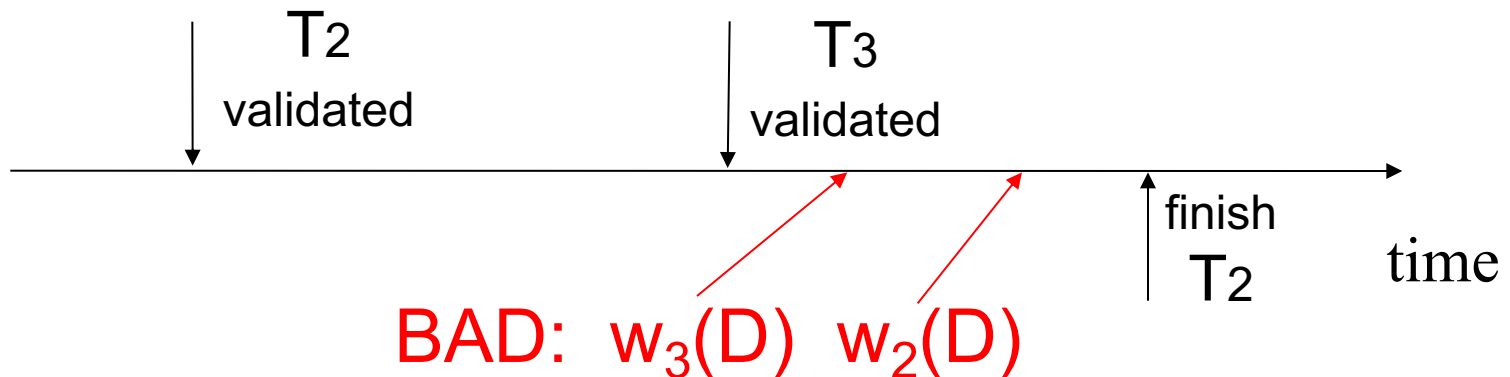 T2
validated
T3
validated
finish
T2
time
BAD: w₃(D) w₂(D)